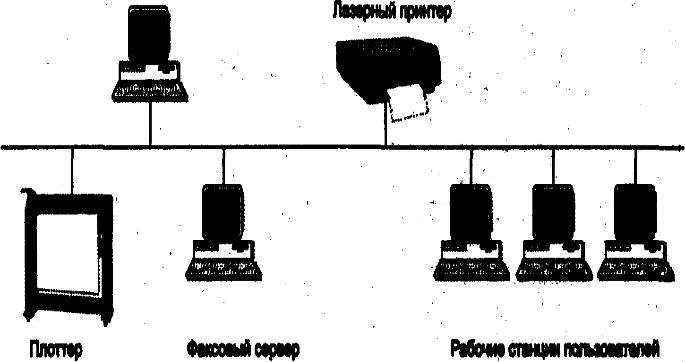 Лазерный принтер
Плоттер
Факсовый сервер
Рабочие станции пользователей